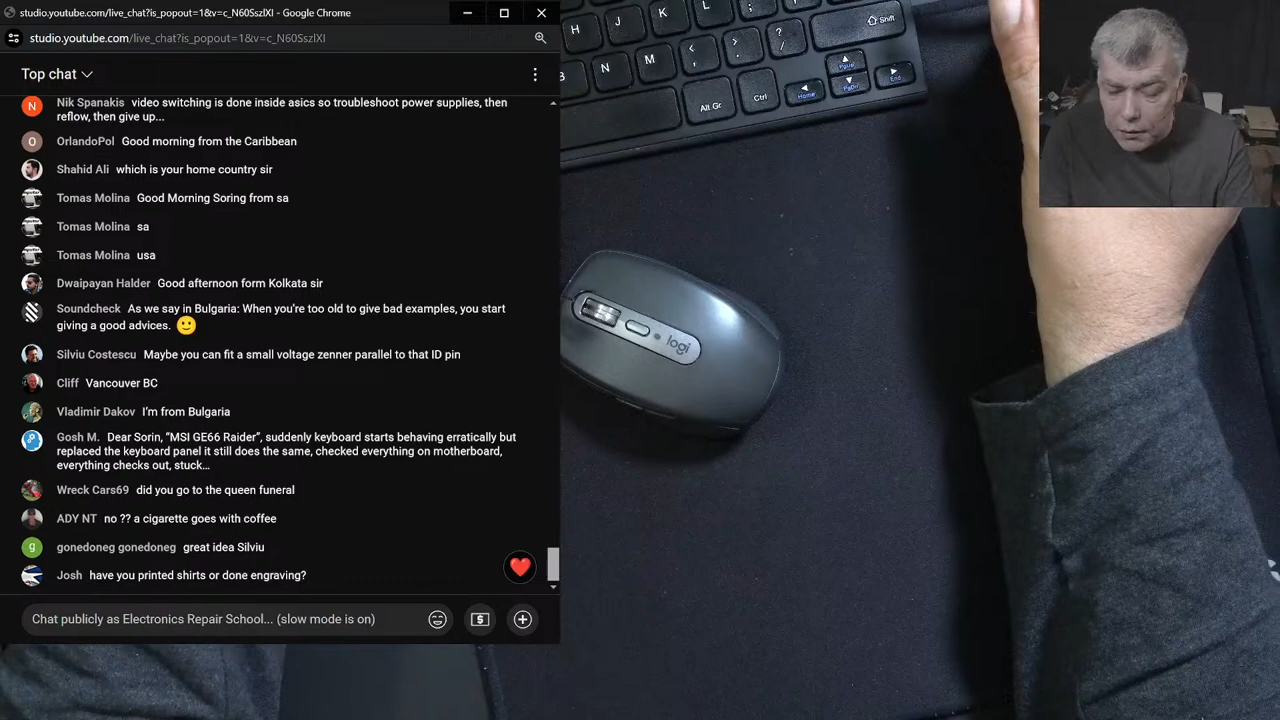 studio.youtube.com/live_chat?is_popout=1&v=c_N60SszlXI - Google Chrome
studio.youtube.com/live_chat?is_popout=1&v=c_N60SszlXI
Top chat
N Nik Spanakis video switching is done inside asics so troubleshoot power supplies, then
reflow, then give up...
O OrlandoPol Good morning from the Caribbean
Shahid Ali which is your home country sir
Tomas Molina Good Morning Soring from sa
Tomas Molina sa
Tomas Molina usa
Dwaipayan Halder Good afternoon form Kolkata sir
Soundcheck As we say in Bulgaria: When you're too old to give bad examples, you start
giving a good advices. 🙂
Silviu Costescu Maybe you can fit a small voltage zenner parallel to that ID pin
Cliff Vancouver BC
Vladimir Dakov I'm from Bulgaria
Gosh M. Dear Sorin, “MSI GE66 Raider”, suddenly keyboard starts behaving erratically but
replaced the keyboard panel it still does the same, checked everything on motherboard,
everything checks out, stuck...
Wreck Cars69 did you go to the queen funeral
ADY NT no ?? a cigarette goes with coffee
g gonedoneg gonedoneg great idea Silviu
Josh have you printed shirts or done engraving?
Chat publicly as Electronics Repair School... (slow mode is on)
H J K L : ;
B N M < , > . ? / Shift
Alt Gr Ctrl Home PgUp PgDn End
logi